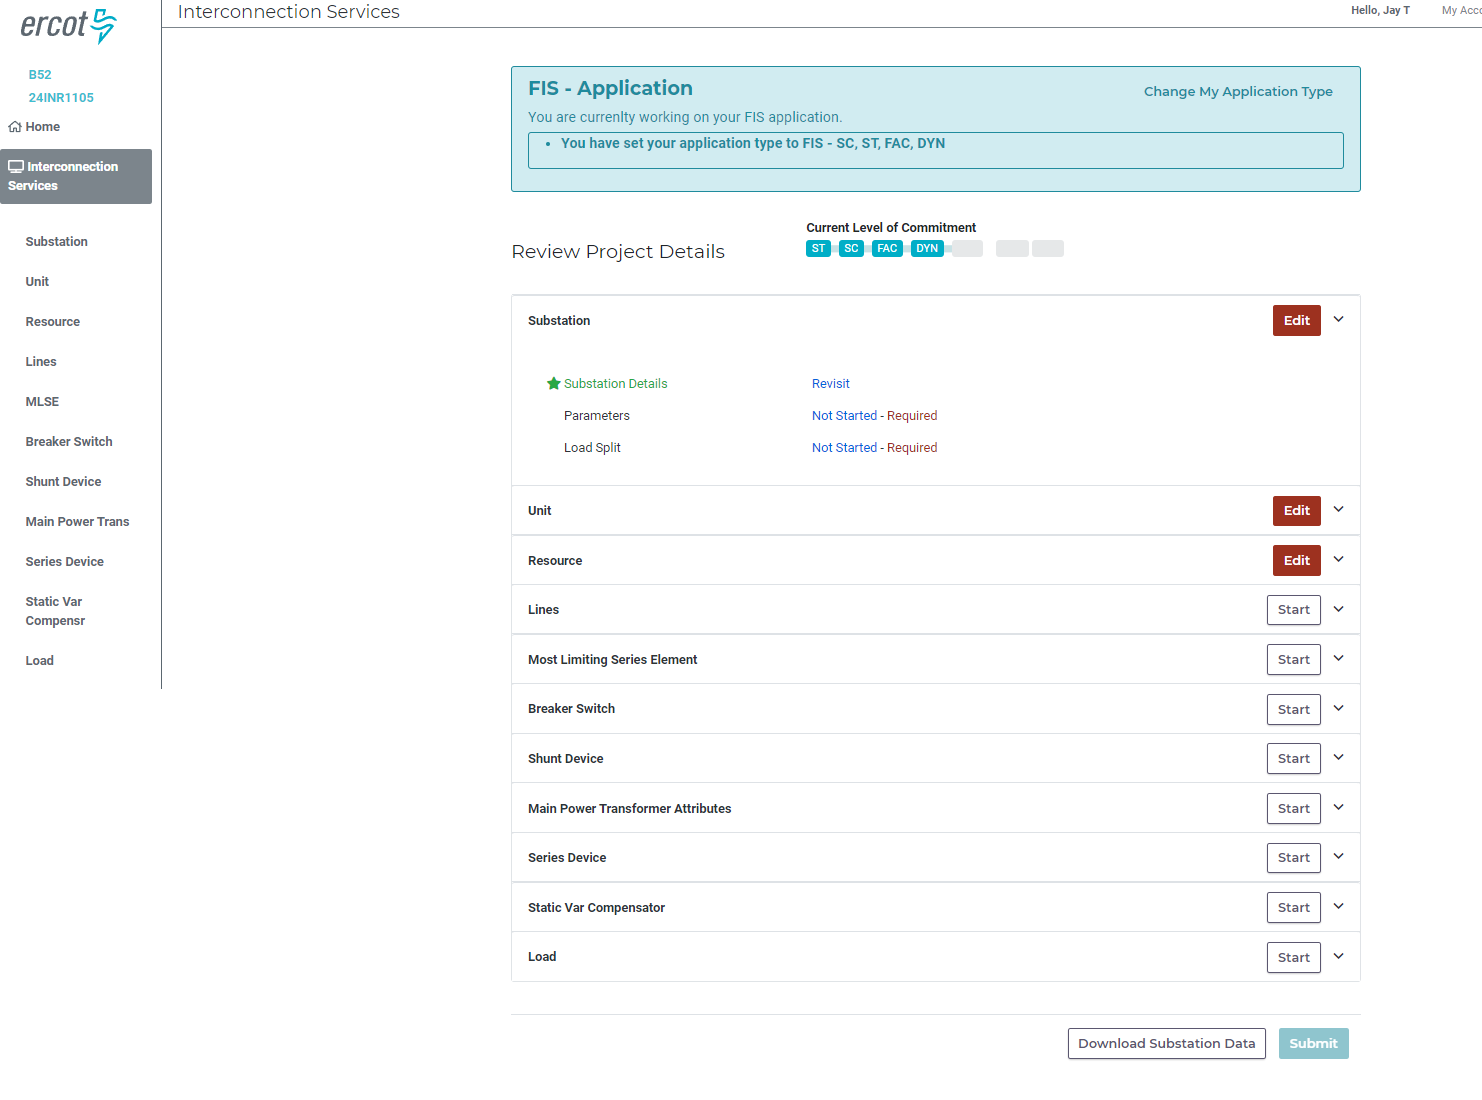 ercot
Interconnection Services
Hello, Jay T
My Acco
B52
24INR1105
Home
Interconnection
Services
Substation
Unit
Resource
Lines
MLSE
Breaker Switch
Shunt Device
Main Power Trans
Series Device
Static Var
Compensr
Load
FIS - Application
Change My Application Type
You are currenlty working on your FIS application.
You have set your application type to FIS - SC, ST, FAC, DYN
Review Project Details
Current Level of Commitment
ST SC FAC DYN
Substation Edit
Substation Details Revisit
Parameters Not Started - Required
Load Split Not Started - Required
Unit Edit
Resource Edit
Lines Start
Most Limiting Series Element Start
Breaker Switch Start
Shunt Device Start
Main Power Transformer Attributes Start
Series Device Start
Static Var Compensator Start
Load Start
Download Substation Data Submit